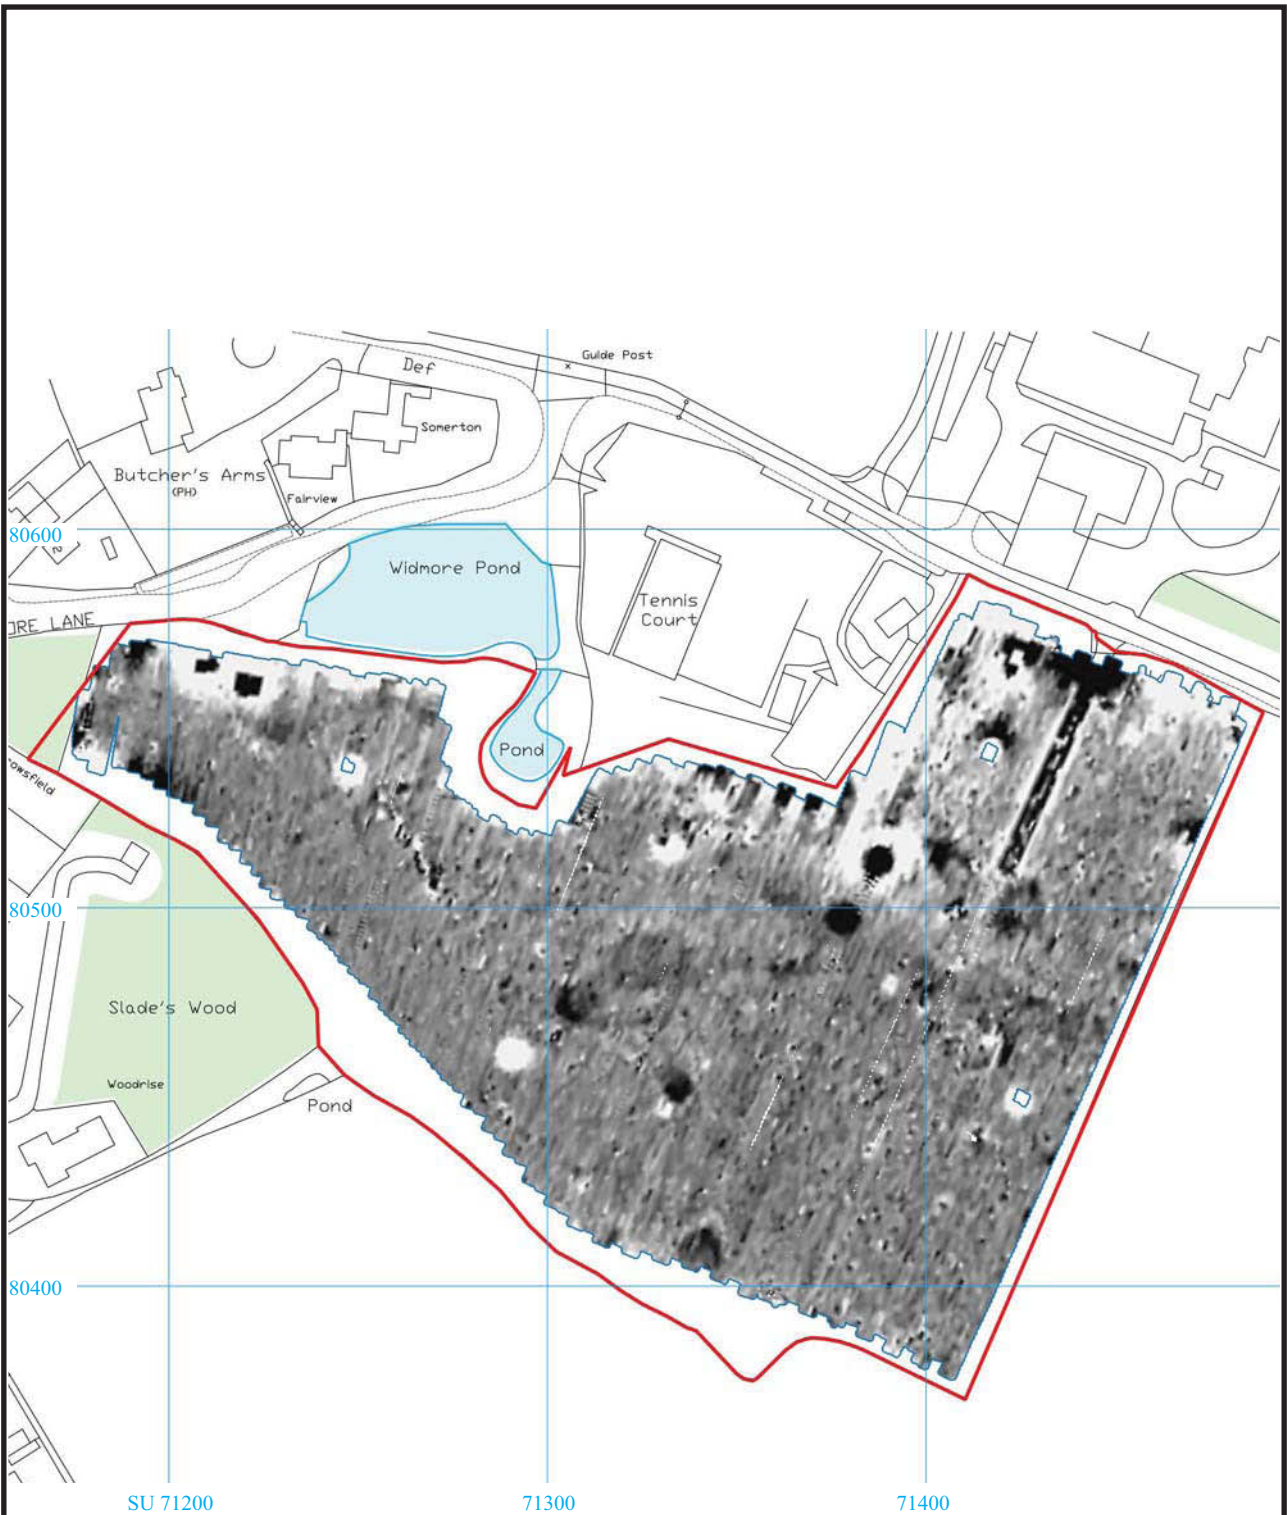 Guide Post
Def
Somerton
Butcher's Arms
(PH)
Fairview
80600
Widmore Pond
Tennis
Court
ORE LANE
Pond
owsfield
80500
Slade's Wood
Woodrise
Pond
80400
SU 71200
71300
71400